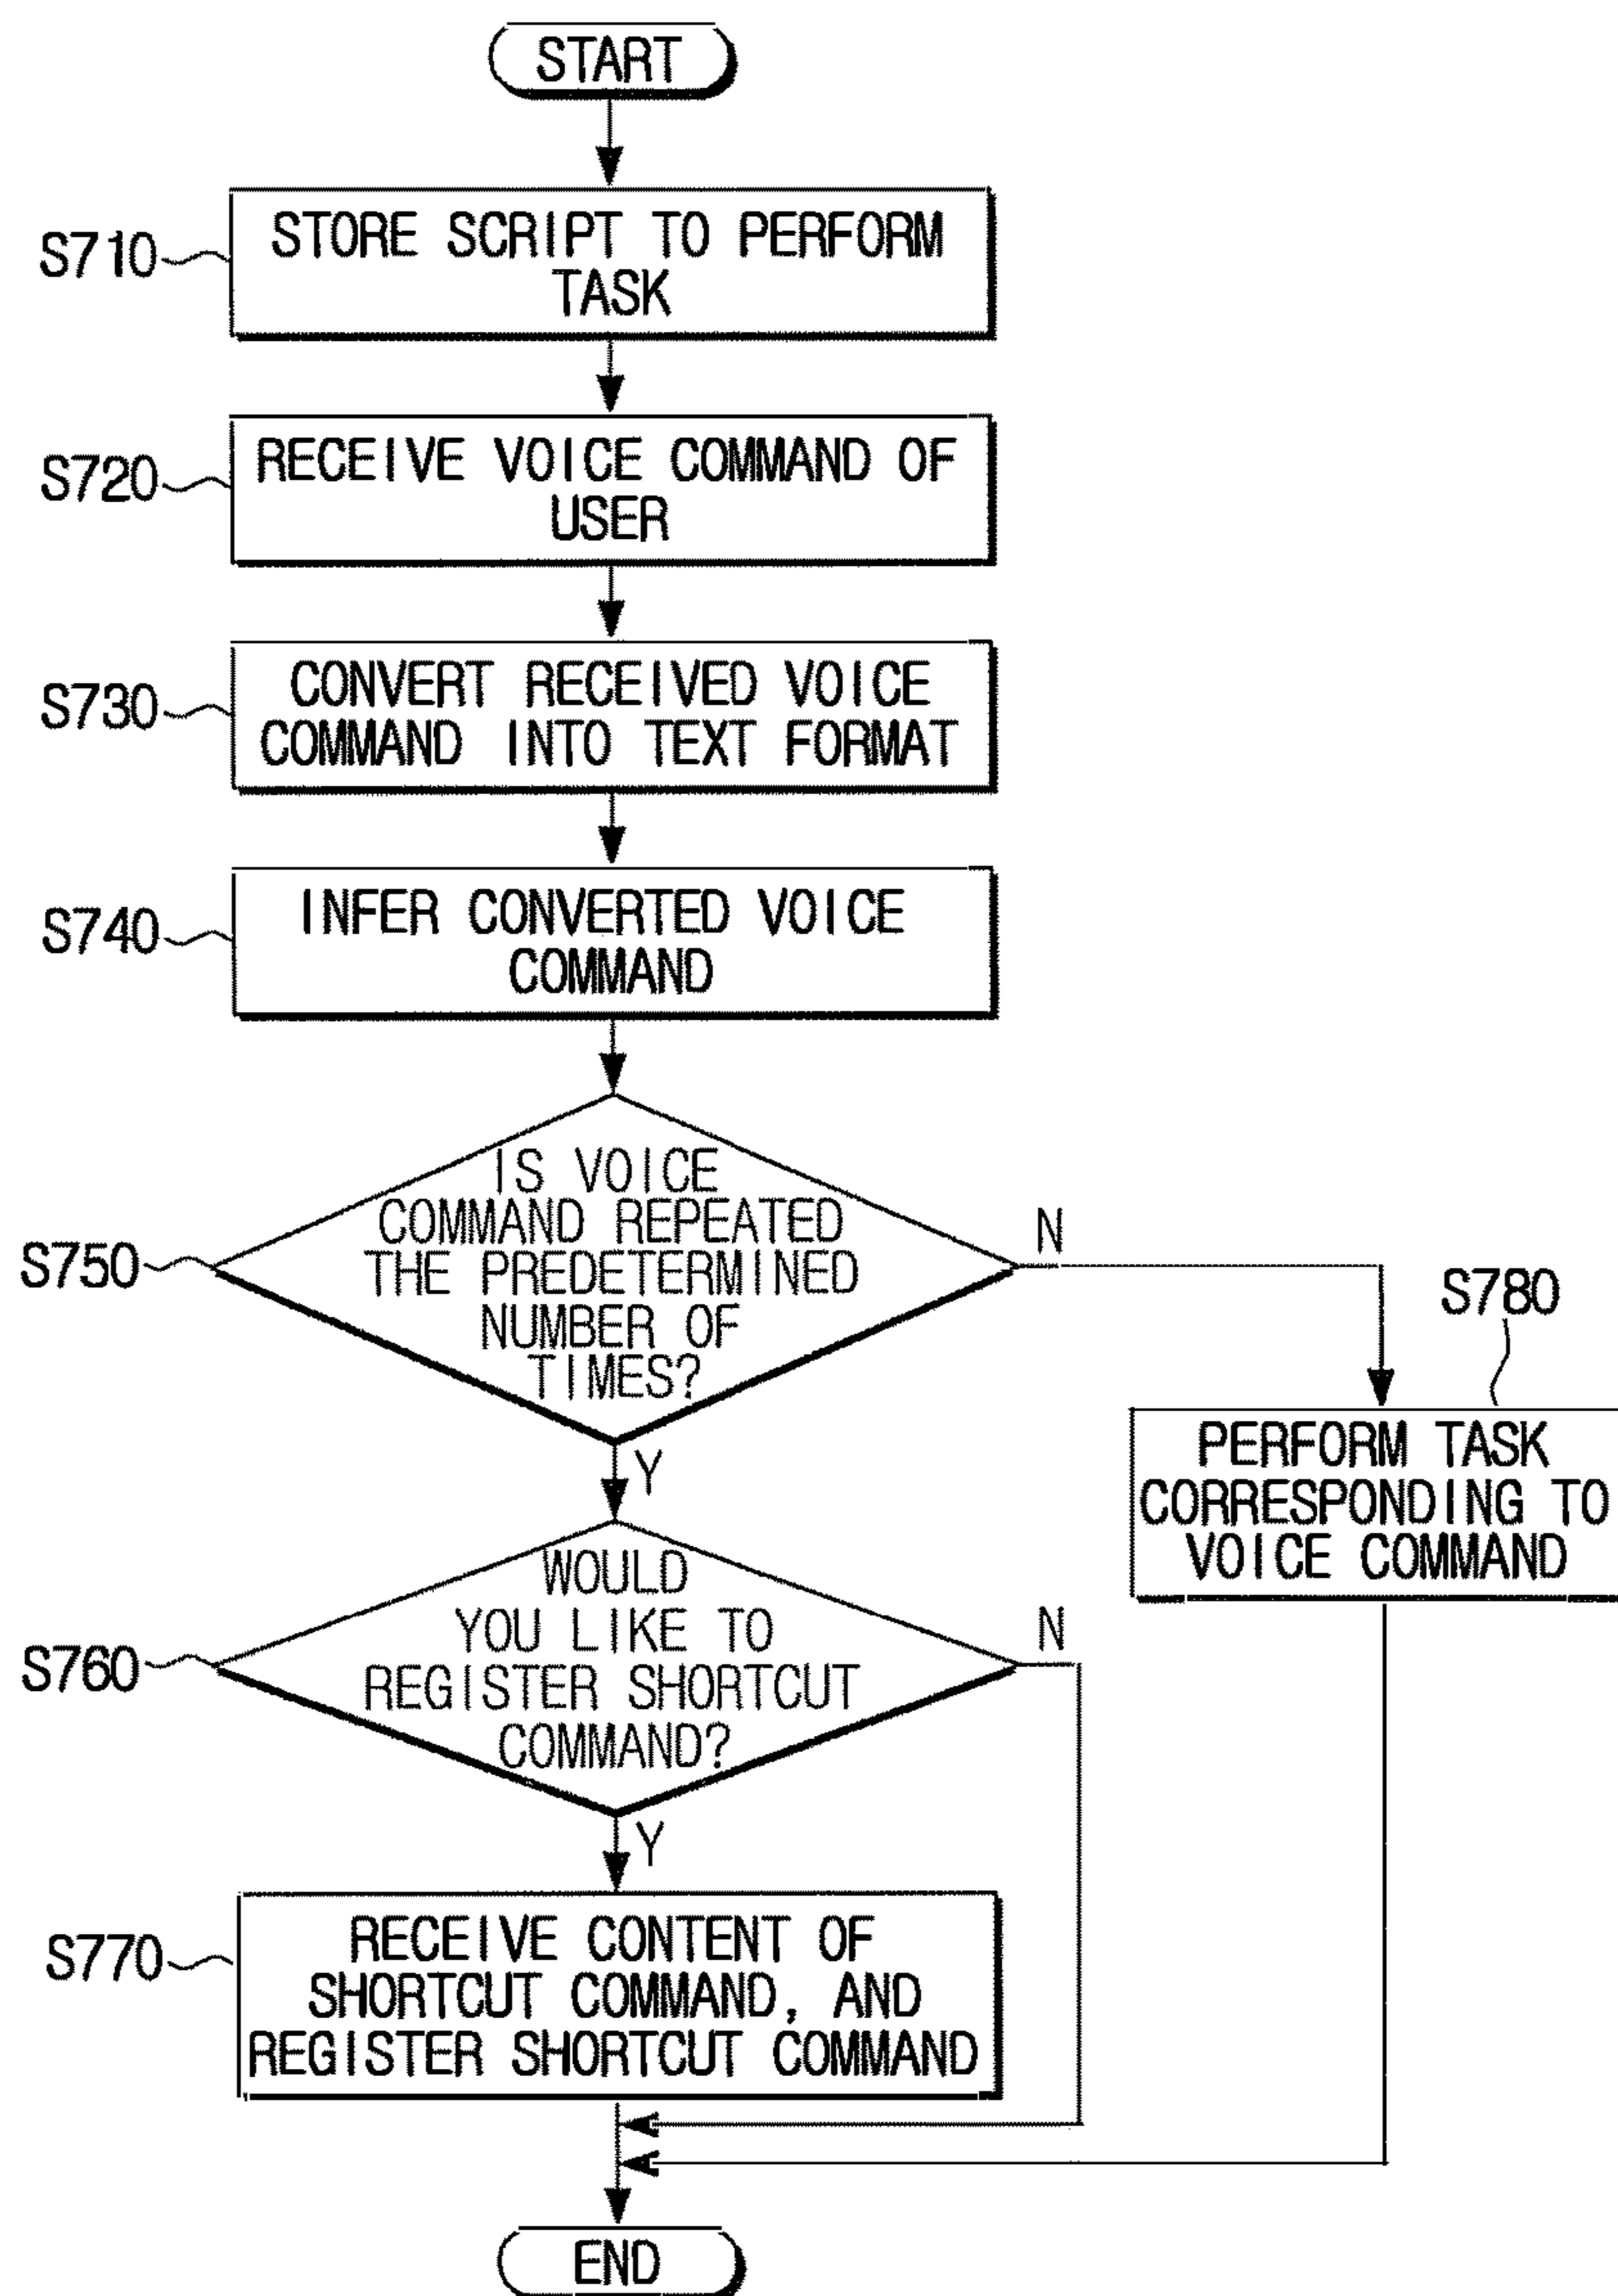 START
S710
STORE SCRIPT TO PERFORM
TASK
S720
RECEIVE VOICE COMMAND OF
USER
S730
CONVERT RECEIVED VOICE
COMMAND INTO TEXT FORMAT
S740
INFER CONVERTED VOICE
COMMAND
S750
IS VOICE
COMMAND REPEATED
THE PREDETERMINED
NUMBER OF
TIMES?
N
Y
S780
PERFORM TASK
CORRESPONDING TO
VOICE COMMAND
S760
WOULD
YOU LIKE TO
REGISTER SHORTCUT
COMMAND?
N
Y
S770
RECEIVE CONTENT OF
SHORTCUT COMMAND, AND
REGISTER SHORTCUT COMMAND
END